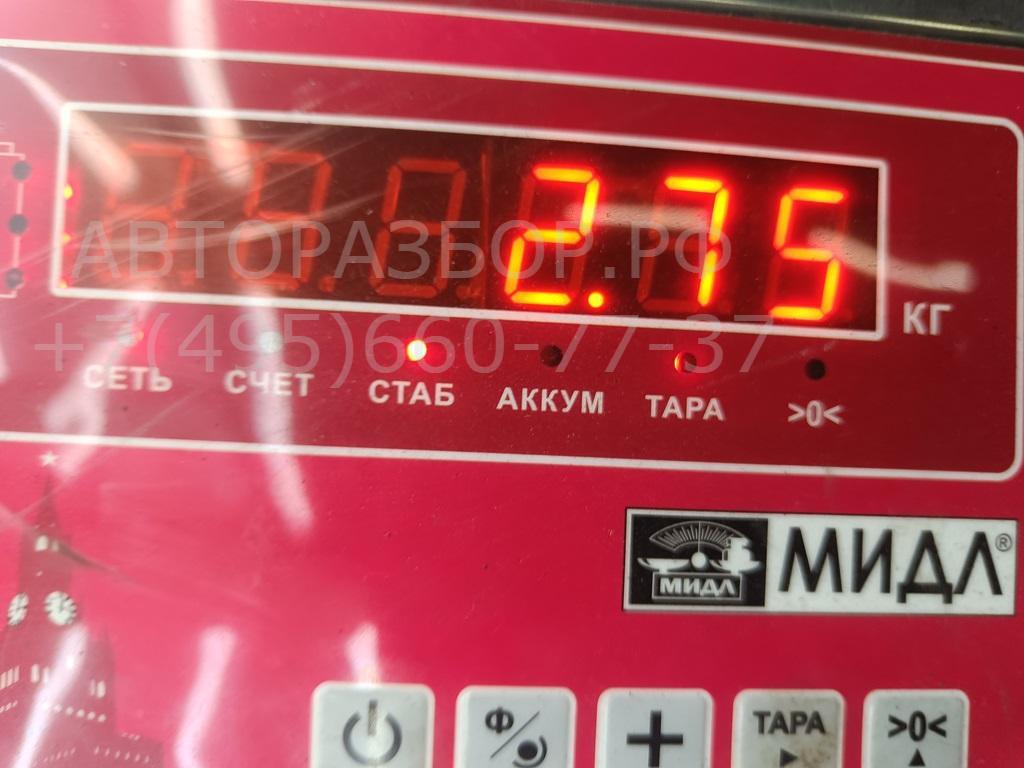 2.75
КГ
АВТОРАЗБОР.РФ
+7(495)660-77-37
СЕТЬ СЧЕТ СТАБ АККУМ ТАРА >0<
МИДЛ МИДЛ®
Ф ТАРА >0<